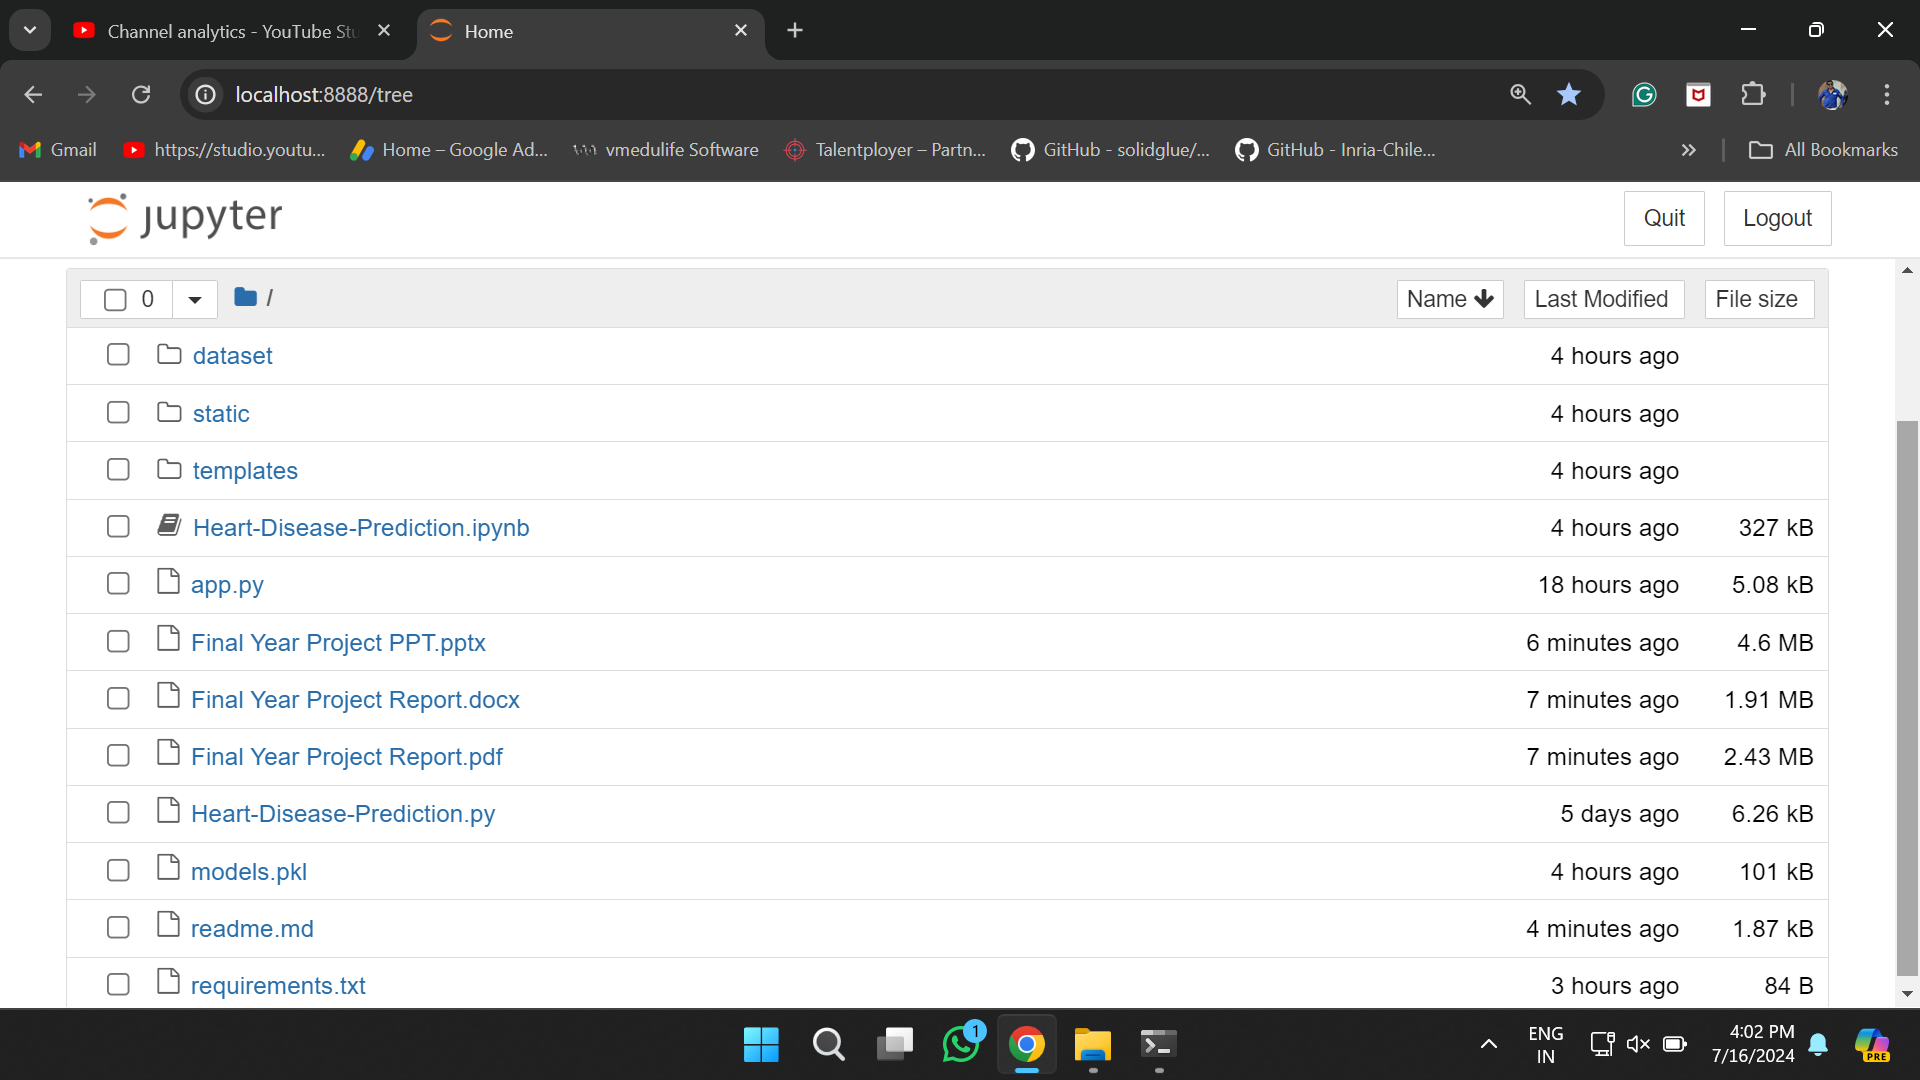 Channel analytics - YouTube Stu
Home
localhost:8888/tree
Gmail
https://studio.youtu...
Home – Google Ad...
vmedulife Software
Talentployer – Partn...
GitHub - solidglue/...
GitHub - Inria-Chile...
All Bookmarks
jupyter
Quit
Logout
0
/
Name
Last Modified
File size
dataset 4 hours ago
static 4 hours ago
templates 4 hours ago
Heart-Disease-Prediction.ipynb 4 hours ago 327 kB
app.py 18 hours ago 5.08 kB
Final Year Project PPT.pptx 6 minutes ago 4.6 MB
Final Year Project Report.docx 7 minutes ago 1.91 MB
Final Year Project Report.pdf 7 minutes ago 2.43 MB
Heart-Disease-Prediction.py 5 days ago 6.26 kB
models.pkl 4 hours ago 101 kB
readme.md 4 minutes ago 1.87 kB
requirements.txt 3 hours ago 84 B
1
ENG
IN
4:02 PM
7/16/2024
PRE